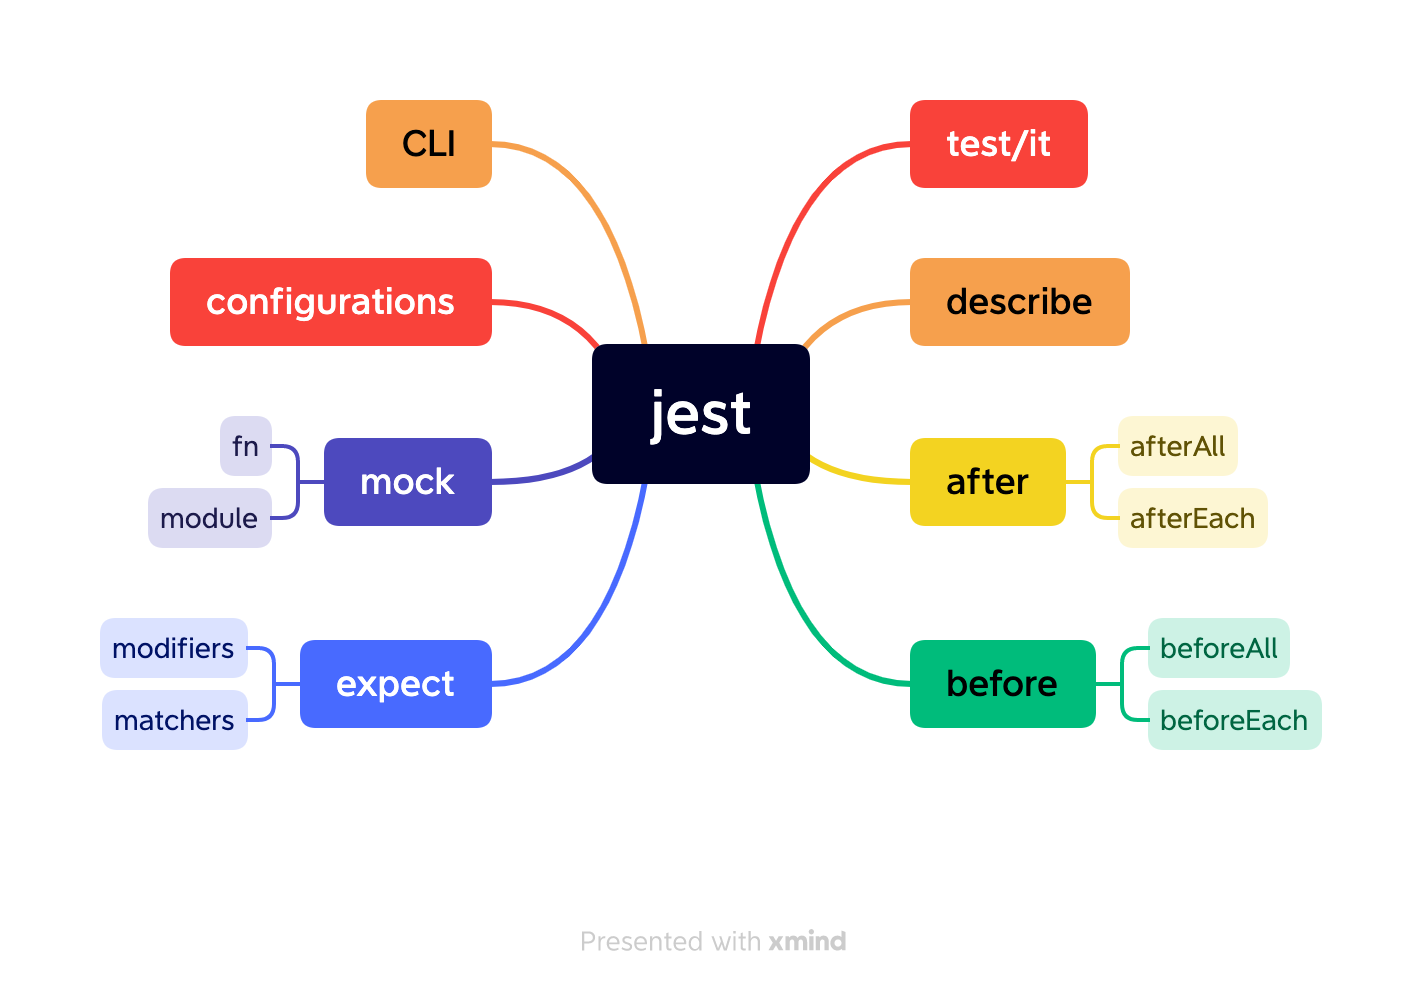 jest
test/it
describe
after
afterAll
afterEach
before
beforeAll
beforeEach
CLI
configurations
mock
fn
module
expect
modifiers
matchers
Presented with xmind